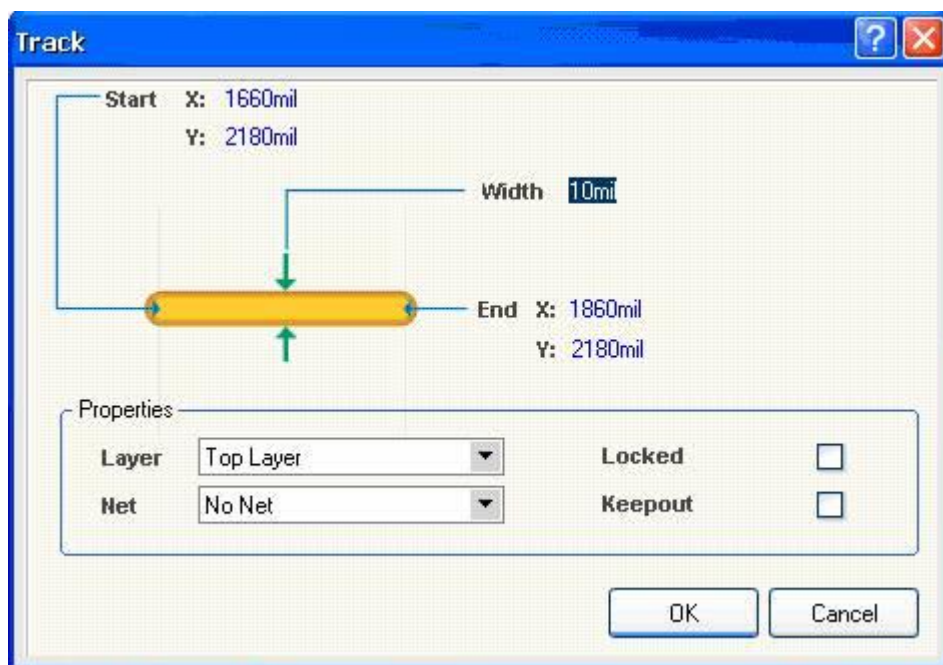 Track
Start X: 1660mil
Y: 2180mil
Width 10mil
End X: 1860mil
Y: 2180mil
Properties
Layer Top Layer Locked
Net No Net Keepout
OK Cancel